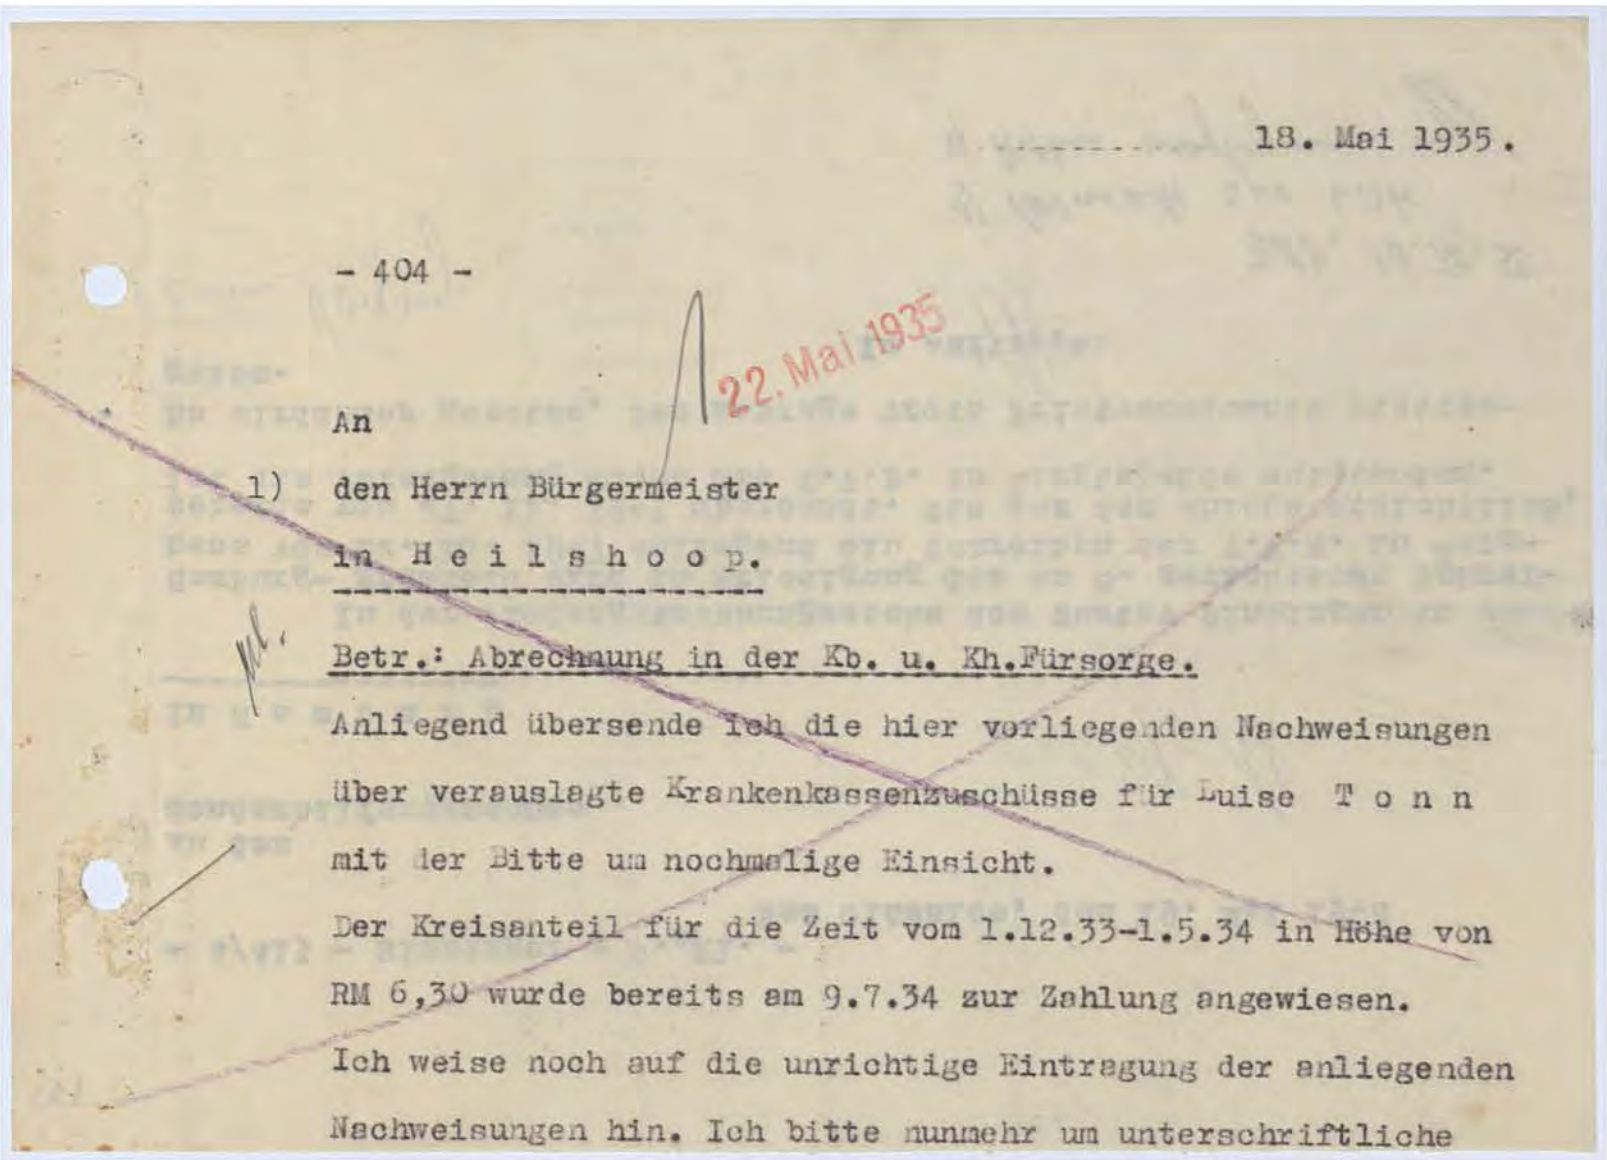 18. Mai 1935.
- 404 -
22. Mai 1935
An
1) den Herrn Bürgermeister
in H e i l s h o o p.
Betr.: Abrechnung in der Kb. u. Kh.Fürsorge.
Anliegend übersende ich die hier vorliegenden Nachweisungen
über verauslagte Krankenkassenzuschüsse für Luise T o n n
mit der Bitte um nochmalige Einsicht.
Der Kreisanteil für die Zeit vom 1.12.33-1.5.34 in Höhe von
RM 6,30 wurde bereits am 9.7.34 zur Zahlung angewiesen.
Ich weise noch auf die unrichtige Eintragung der anliegenden
Nachweisungen hin. Ich bitte nunmehr um unterschriftliche